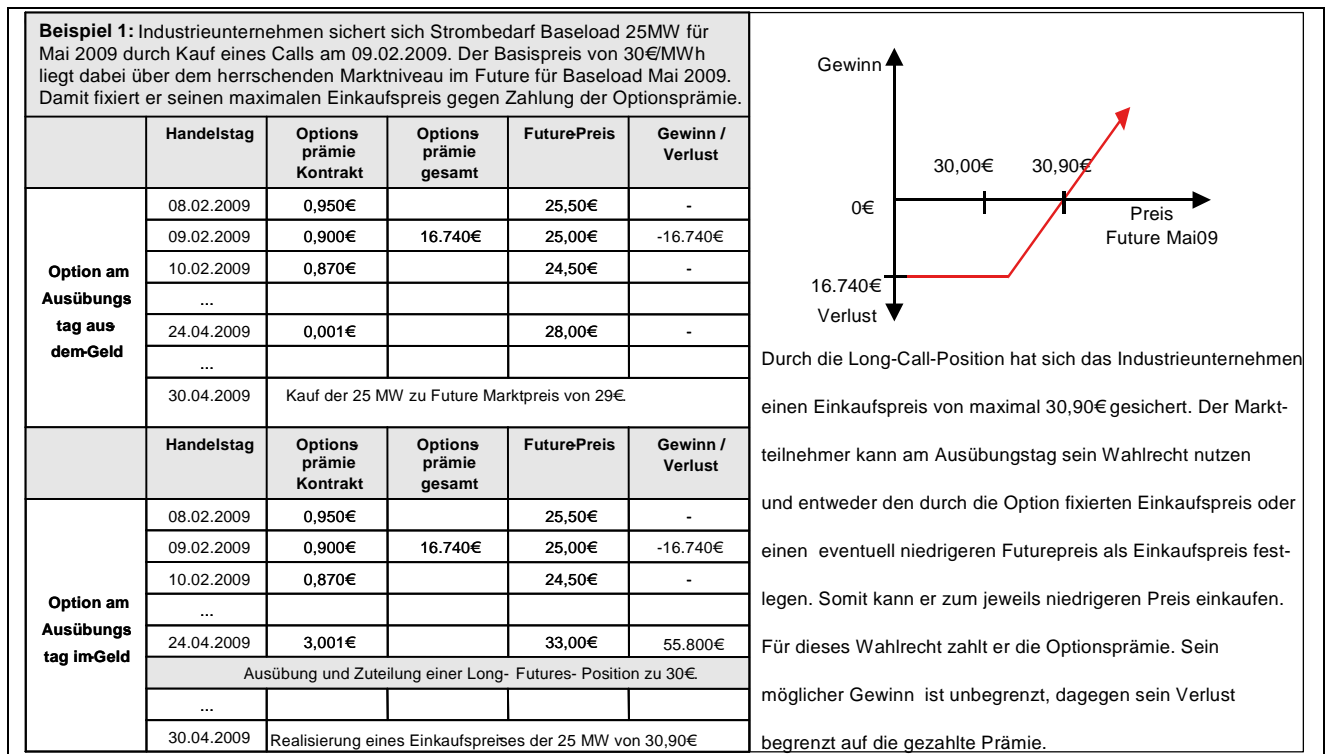 Beispiel 1: Industrieunternehmen sichert sich Strombedarf Baseload 25MW für
Mai 2009 durch Kauf eines Calls am 09.02.2009. Der Basispreis von 30€/MWh
liegt dabei über dem herrschenden Marktniveau im Future für Baseload Mai 2009.
Damit fixiert er seinen maximalen Einkaufspreis gegen Zahlung der Optionsprämie.
Handelstag Options- prämie Kontrakt Options- prämie gesamt Future-Preis Gewinn / Verlust
Option am
Ausübungs-
tag aus-
dem-Geld
08.02.2009 0,950€ 25,50€ -
09.02.2009 0,900€ 16.740€ 25,00€ -16.740€
10.02.2009 0,870€ 24,50€ -
...
24.04.2009 0,001€ 28,00€ -
...
30.04.2009 Kauf der 25 MW zu Future Marktpreis von 29€.
Handelstag Options- prämie Kontrakt Options- prämie gesamt Future-Preis Gewinn / Verlust
Option am
Ausübungs-
tag im-Geld
08.02.2009 0,950€ 25,50€ -
09.02.2009 0,900€ 16.740€ 25,00€ -16.740€
10.02.2009 0,870€ 24,50€ -
...
24.04.2009 3,001€ 33,00€ 55.800€
Ausübung und Zuteilung einer Long- Futures- Position zu 30€.
...
30.04.2009 Realisierung eines Einkaufspreises der 25 MW von 30,90€
Gewinn
30,00€ 30,90€
0€
Preis
Future Mai09
16.740€
Verlust
Durch die Long-Call-Position hat sich das Industrieunternehmen
einen Einkaufspreis von maximal 30,90€ gesichert. Der Markt-
teilnehmer kann am Ausübungstag sein Wahlrecht nutzen
und entweder den durch die Option fixierten Einkaufspreis oder
einen eventuell niedrigeren Futurepreis als Einkaufspreis fest-
legen. Somit kann er zum jeweils niedrigeren Preis einkaufen.
Für dieses Wahlrecht zahlt er die Optionsprämie. Sein
möglicher Gewinn ist unbegrenzt, dagegen sein Verlust
begrenzt auf die gezahlte Prämie.